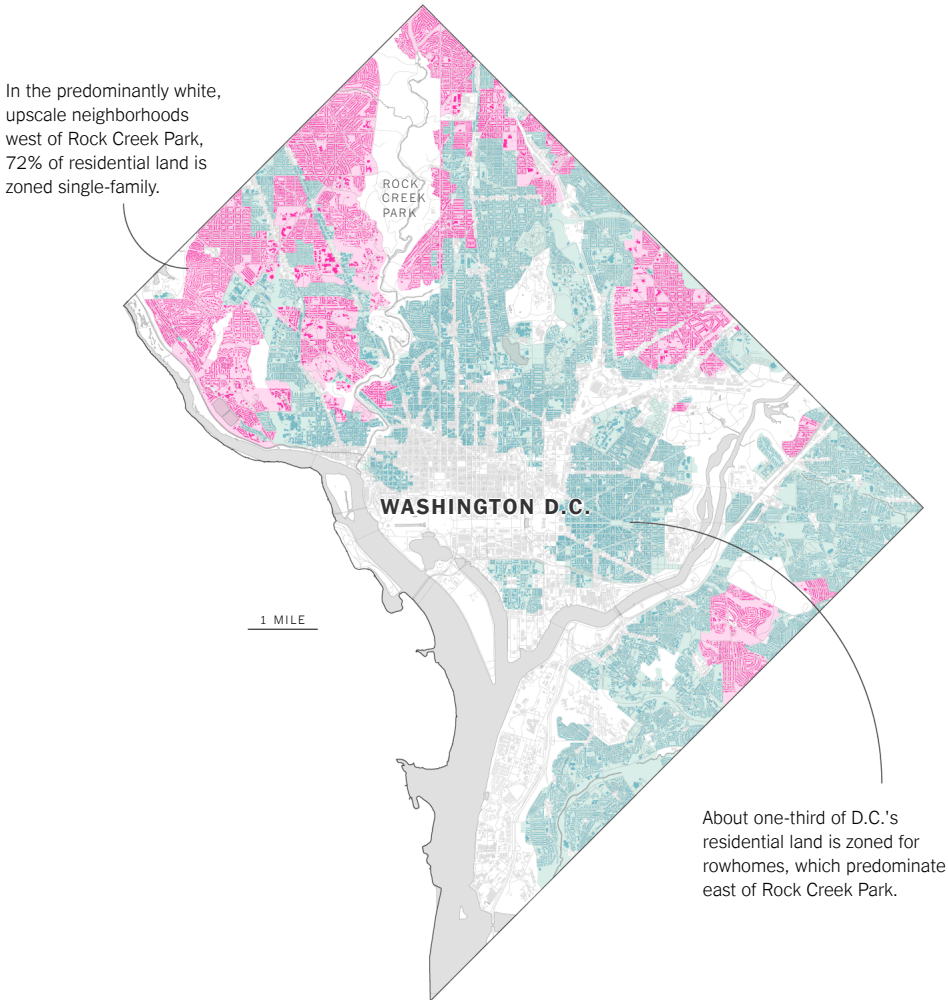 In the predominantly white,
upscale neighborhoods
west of Rock Creek Park,
72% of residential land is
zoned single-family.
ROCK
CREEK
PARK
WASHINGTON D.C.
1 MILE
About one-third of D.C.'s
residential land is zoned for
rowhomes, which predominate
east of Rock Creek Park.